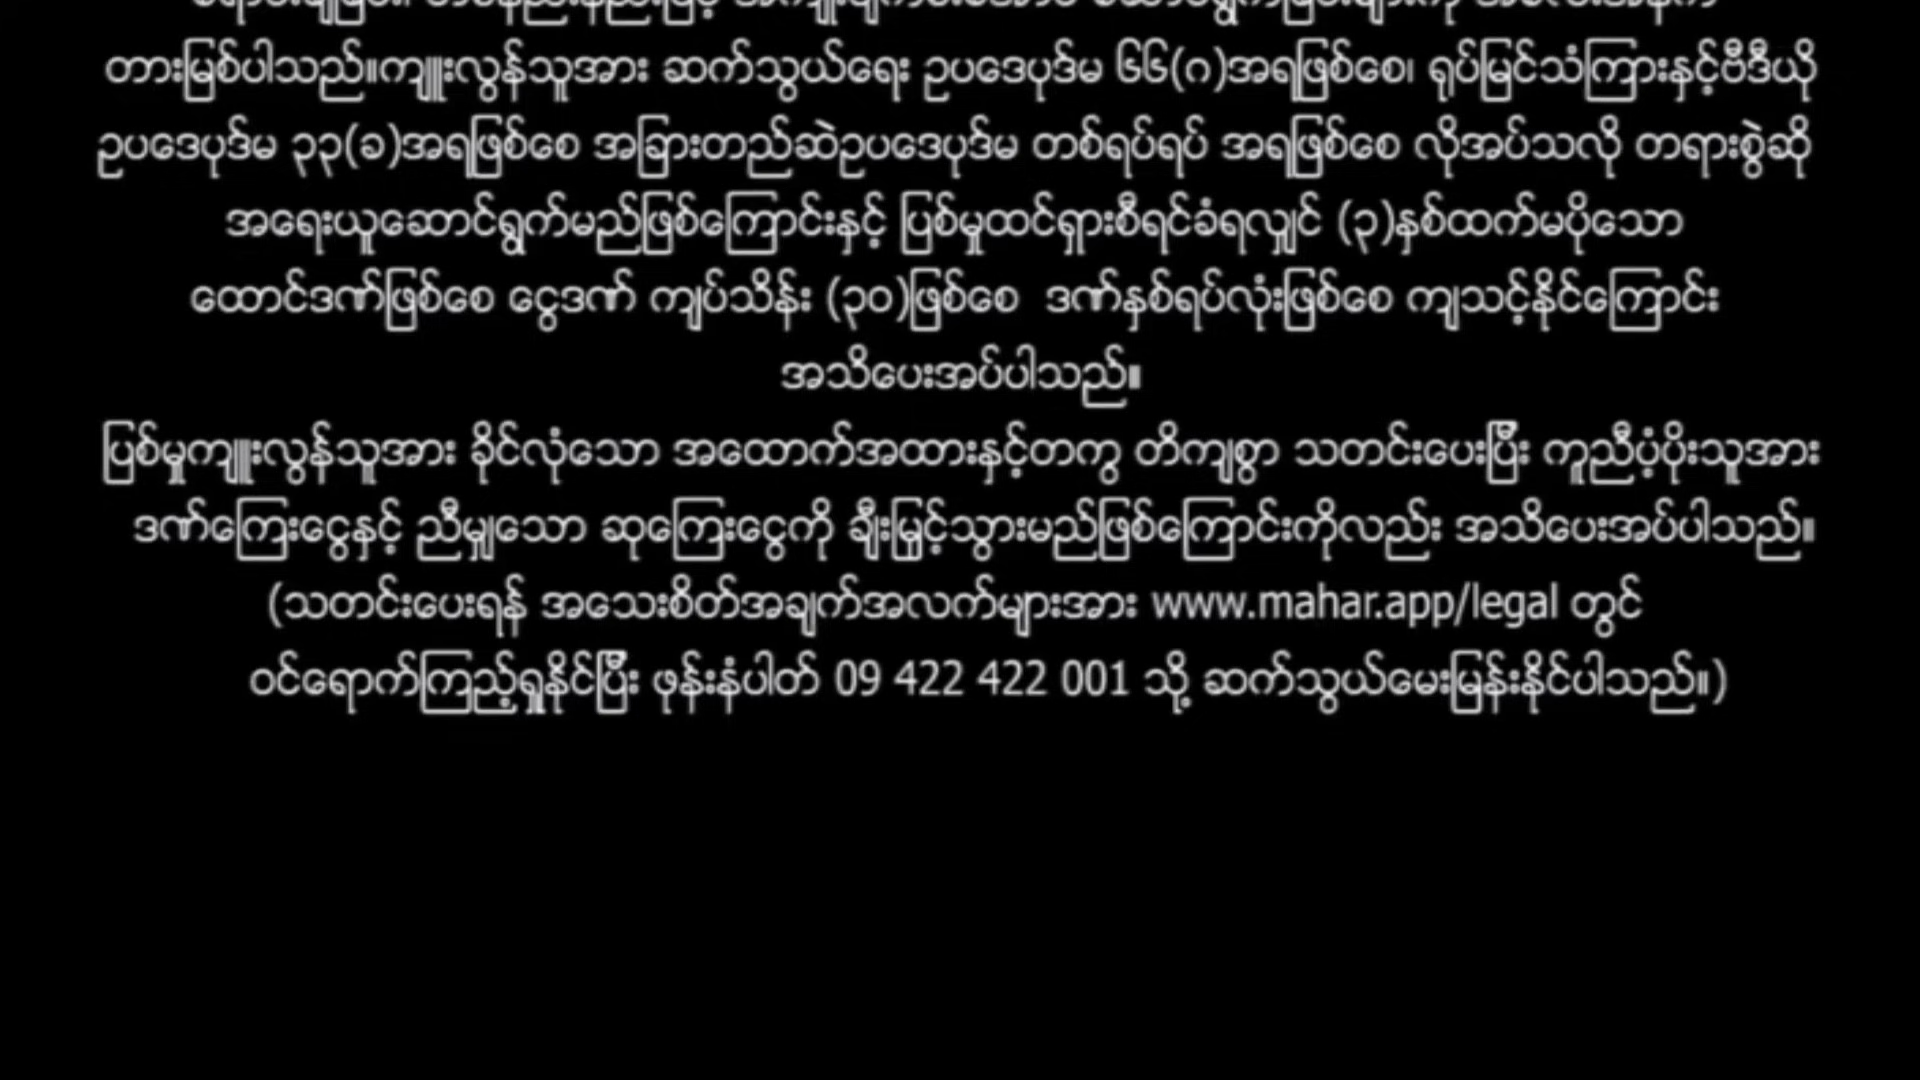 တားမြစ်ပါသည်။ကျူးလွန်သူအား ဆက်သွယ်ရေး ဥပဒေပုဒ်မ ၆၆(ဂ)အရဖြစ်စေ၊ ရုပ်မြင်သံကြားနှင့်ဗီဒီယို
ဥပဒေပုဒ်မ ၃၃(ခ)အရဖြစ်စေ အခြားတည်ဆဲဥပဒေပုဒ်မ တစ်ရပ်ရပ် အရဖြစ်စေ လိုအပ်သလို တရားစွဲဆို
အရေးယူဆောင်ရွက်မည်ဖြစ်ကြောင်းနှင့် ပြစ်မှုထင်ရှားစီရင်ခံရလျှင် (၃)နှစ်ထက်မပိုသော
ထောင်ဒဏ်ဖြစ်စေ ငွေဒဏ် ကျပ်သိန်း (၃၀)ဖြစ်စေ ဒဏ်နှစ်ရပ်လုံးဖြစ်စေ ကျသင့်နိုင်ကြောင်း
အသိပေးအပ်ပါသည်။
ပြစ်မှုကျူးလွန်သူအား ခိုင်လုံသော အထောက်အထားနှင့်တကွ တိကျစွာ သတင်းပေးပြီး ကူညီပံ့ပိုးသူအား
ဒဏ်ကြေးငွေနှင့် ညီမျှသော ဆုကြေးငွေကို ချီးမြှင့်သွားမည်ဖြစ်ကြောင်းကိုလည်း အသိပေးအပ်ပါသည်။
(သတင်းပေးရန် အသေးစိတ်အချက်အလက်များအား www.mahar.app/legal တွင်
ဝင်ရောက်ကြည့်ရှုနိုင်ပြီး ဖုန်းနံပါတ် 09 422 422 001 သို့ ဆက်သွယ်မေးမြန်းနိုင်ပါသည်။)